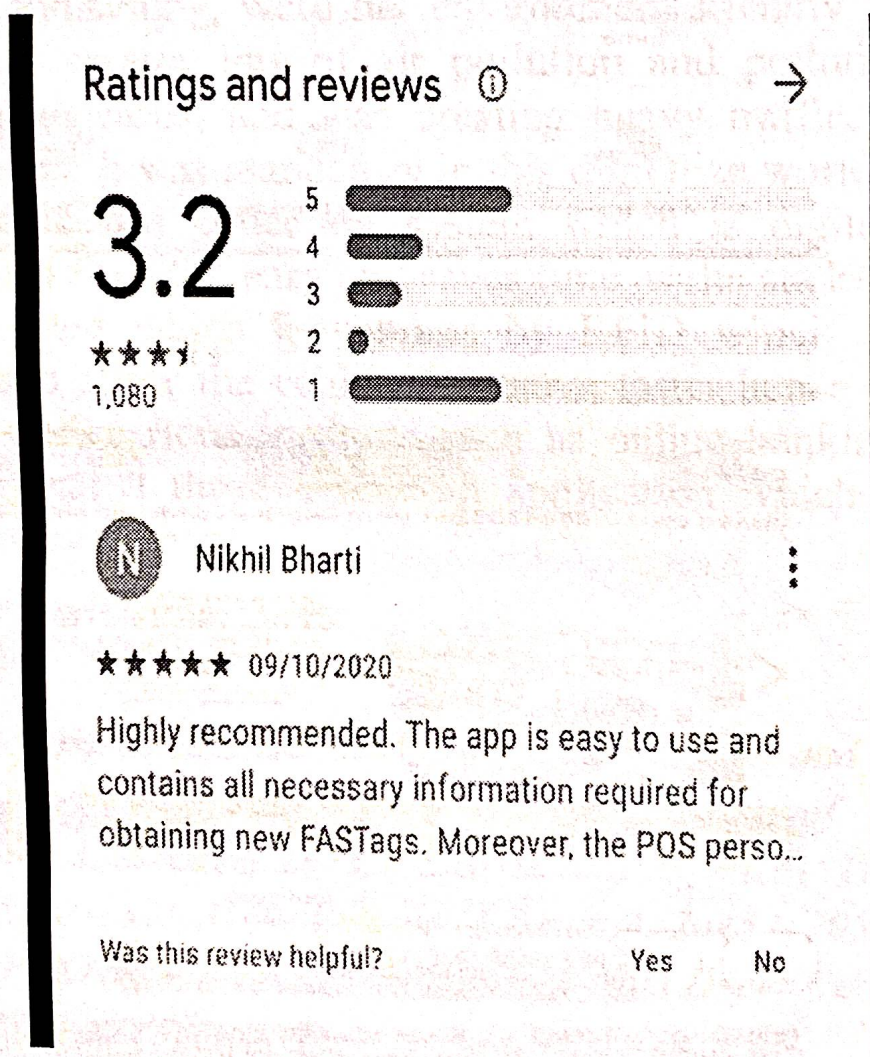 Ratings and reviews
3.2
5
4
3
2
1
1,080
N
Nikhil Bharti
09/10/2020
Highly recommended. The app is easy to use and
contains all necessary information required for
obtaining new FASTags. Moreover, the POS perso...
Was this review helpful?
Yes No